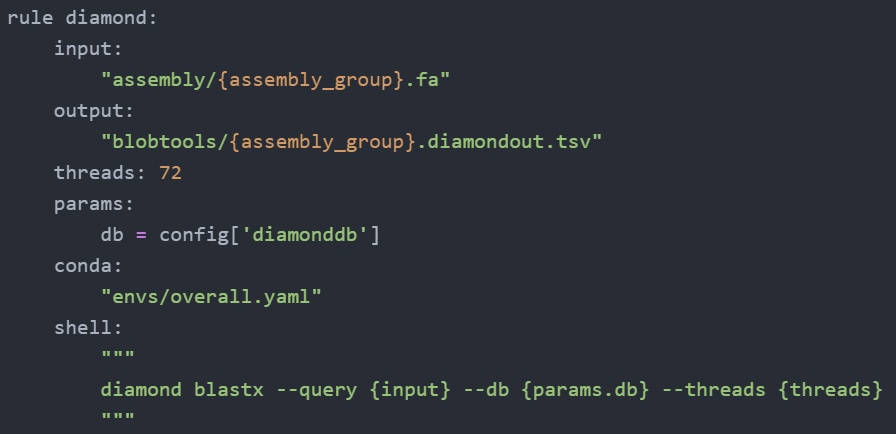 rule diamond:
    input:
        "assembly/{assembly_group}.fa"
    output:
        "blobtools/{assembly_group}.diamondout.tsv"
    threads: 72
    params:
        db = config['diamonddb']
    conda:
        "envs/overall.yaml"
    shell:
        """
        diamond blastx --query {input} --db {params.db} --threads {threads}
        """